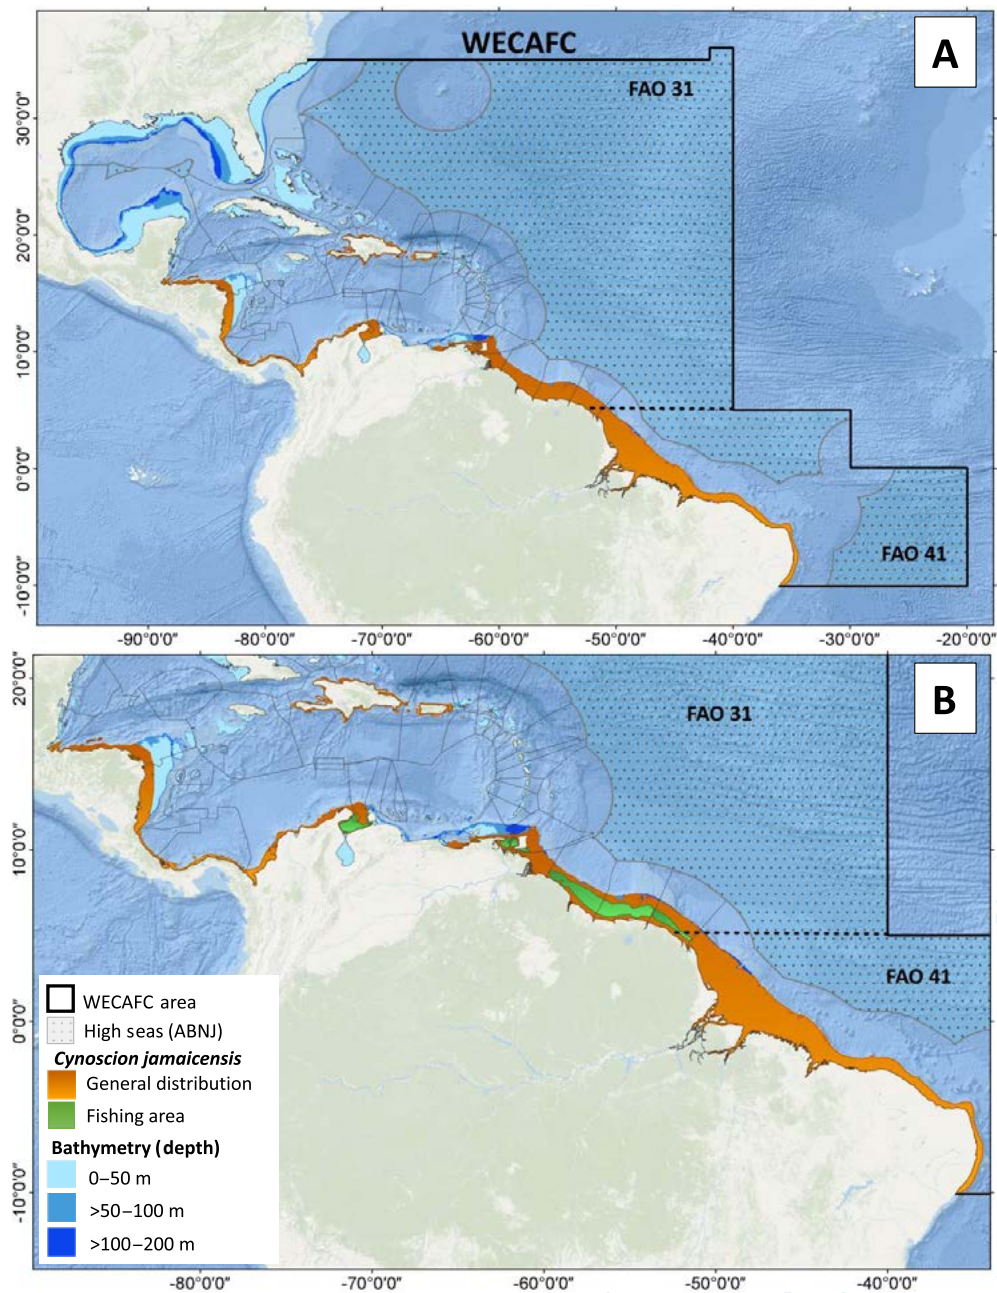 WECAFC
A
FAO 31
FAO 41
30°0'0"
20°0'0"
10°0'0"
0°0'0"
-10°0'0"
-90°0'0"
-80°0'0"
-70°0'0"
-60°0'0"
-50°0'0"
-40°0'0"
-30°0'0"
-20°0'0"
B
FAO 31
FAO 41
20°0'0"
10°0'0"
0°0'0"
-10°0'0"
WECAFC area
High seas (ABNJ)
Cynoscion jamaicensis
General distribution
Fishing area
Bathymetry (depth)
0–50 m
>50–100 m
>100–200 m
-80°0'0"
-70°0'0"
-60°0'0"
-50°0'0"
-40°0'0"